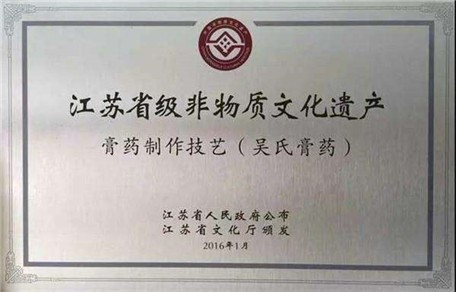 江苏省级非物质文化遗产
膏药制作技艺（吴氏膏药）
江苏省人民政府公布
江苏省文化厅颁发
2016年1月